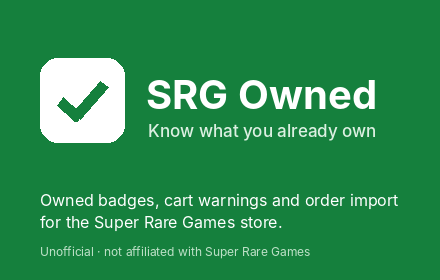 SRG Owned
Know what you already own
Owned badges, cart warnings and order import
for the Super Rare Games store.
Unofficial · not affiliated with Super Rare Games